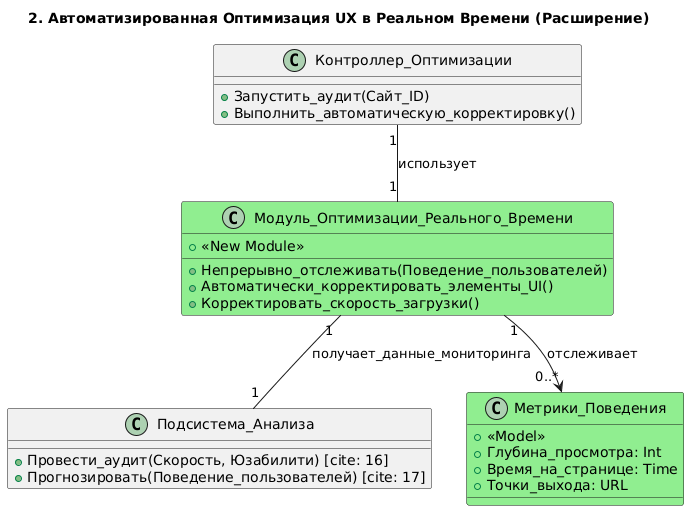 2. Автоматизированная Оптимизация UX в Реальном Времени (Расширение)
C Контроллер_Оптимизации
Запустить_аудит(Сайт_ID)
Выполнить_автоматическую_корректировку()
1
использует
1
C Модуль_Оптимизации_Реального_Времени
«New Module»
Непрерывно_отслеживать(Поведение_пользователей)
Автоматически_корректировать_элементы_UI()
Корректировать_скорость_загрузки()
1
1
получает_данные_мониторинга
отслеживает
1
0..*
C Подсистема_Анализа
Провести_аудит(Скорость, Юзабилити) [cite: 16]
Прогнозировать(Поведение_пользователей) [cite: 17]
C Метрики_Поведения
«Model»
Глубина_просмотра: Int
Время_на_странице: Time
Точки_выхода: URL